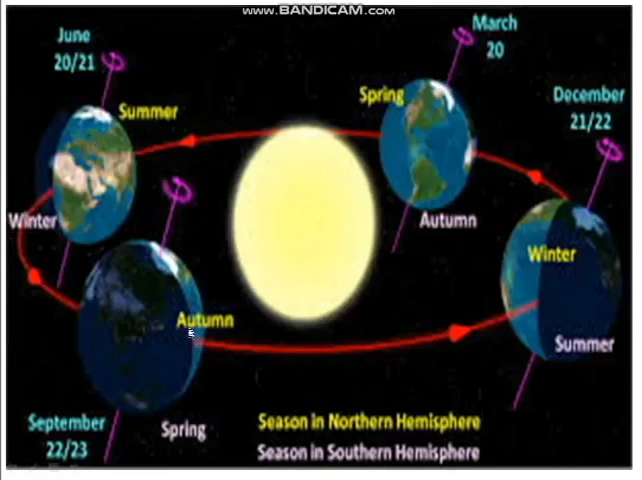 www.BANDICAM.com
June
20/21
Summer
Winter
March
20
Spring
Autumn
December
21/22
Winter
Summer
Autumn
September
22/23
Spring
Season in Northern Hemisphere
Season in Southern Hemisphere